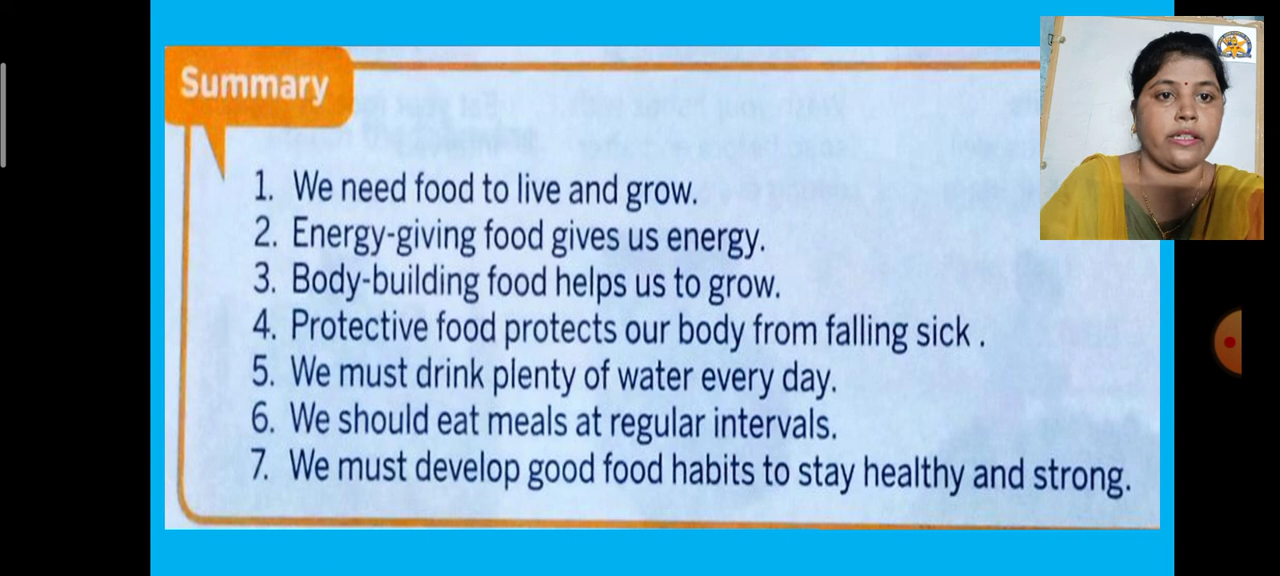 Summary
1. We need food to live and grow.
2. Energy-giving food gives us energy.
3. Body-building food helps us to grow.
4. Protective food protects our body from falling sick .
5. We must drink plenty of water every day.
6. We should eat meals at regular intervals.
7. We must develop good food habits to stay healthy and strong.